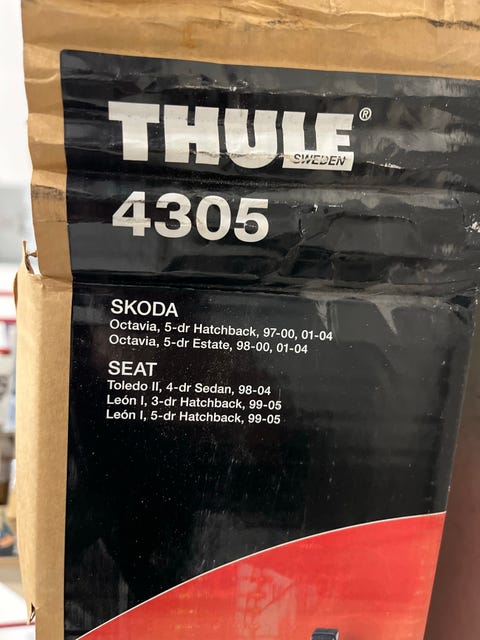 THULE®
SWEDEN
4305
SKODA
Octavia, 5-dr Hatchback, 97-00, 01-04
Octavia, 5-dr Estate, 98-00, 01-04
SEAT
Toledo II, 4-dr Sedan, 98-04
León I, 3-dr Hatchback, 99-05
León I, 5-dr Hatchback, 99-05